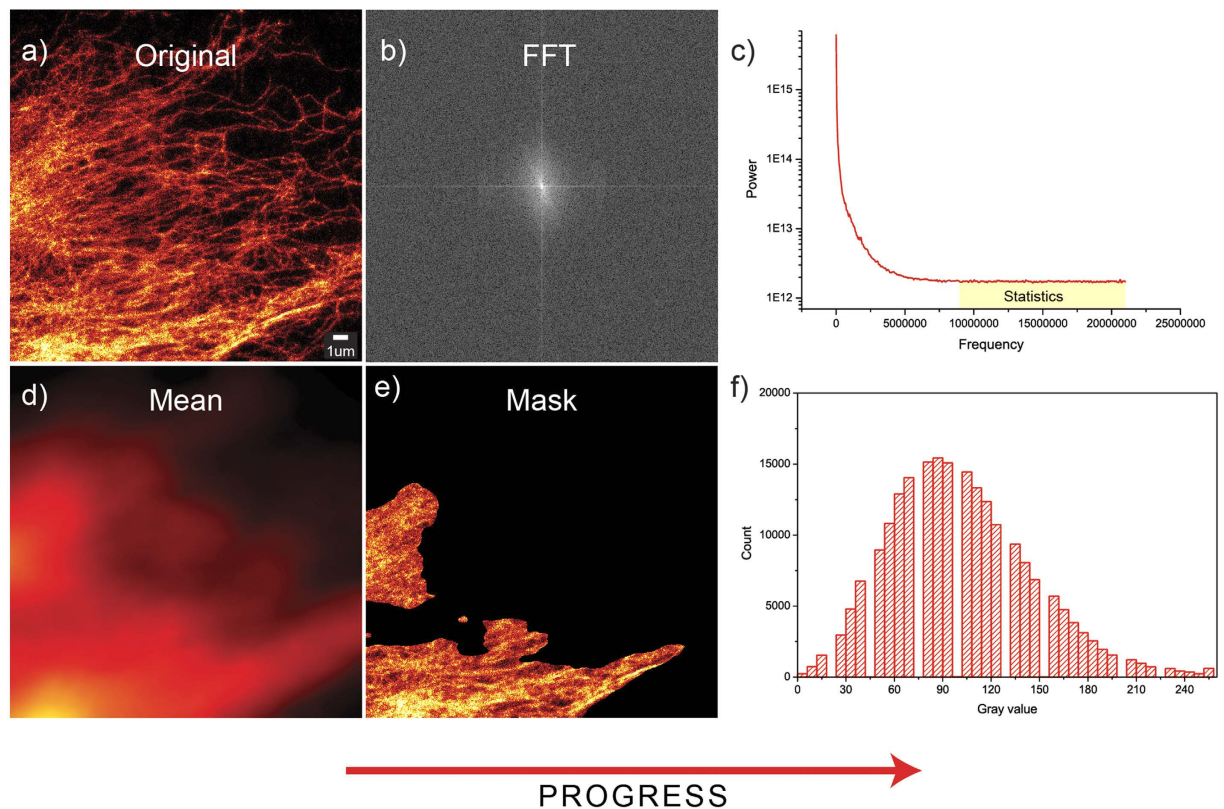 a) Original
1um
b) FFT
c)
1E15
1E14
1E13
1E12
Power
Statistics
0 5000000 10000000 15000000 20000000 25000000
Frequency
d) Mean
e) Mask
f)
20000
15000
10000
5000
0
Count
0 30 60 90 120 150 180 210 240
Gray value
PROGRESS